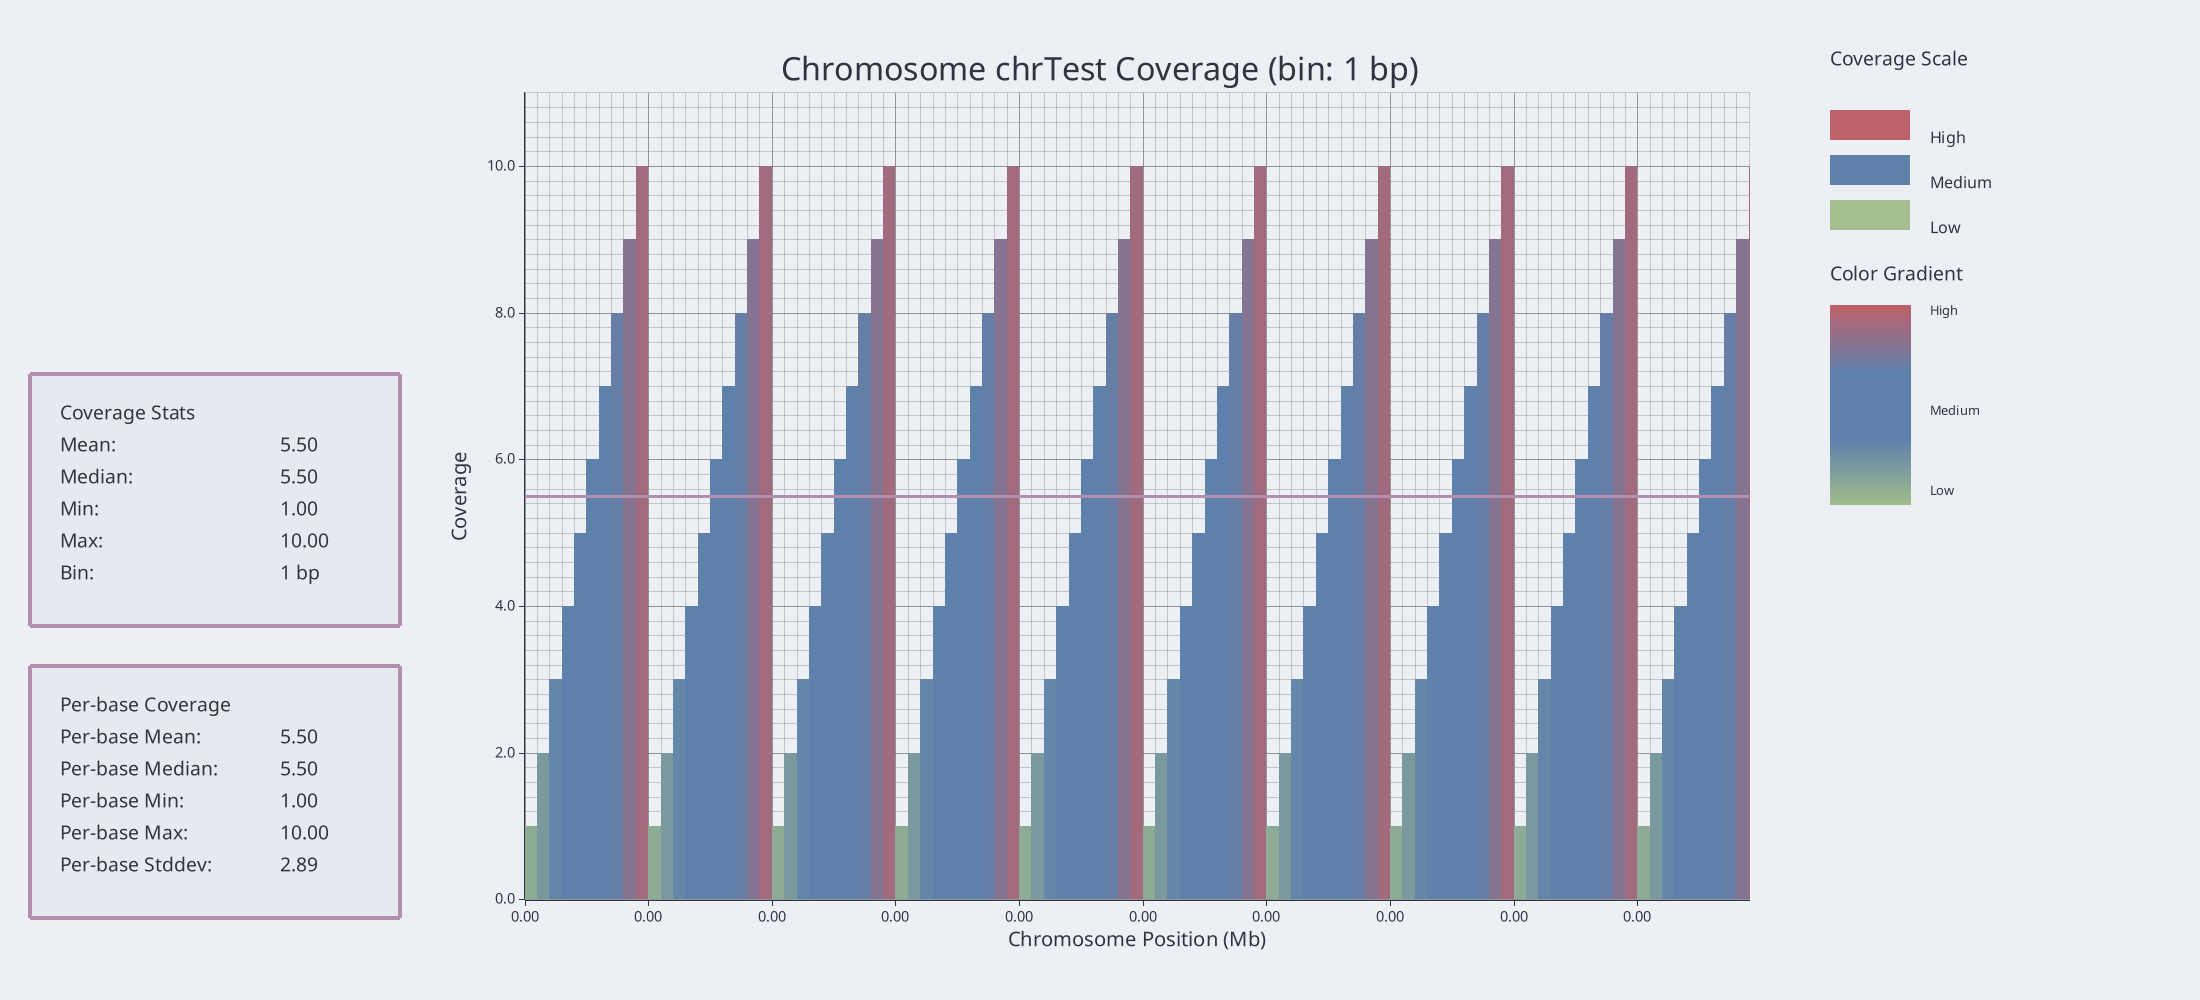 Chromosome chrTest Coverage (bin: 1 bp)
Coverage Scale
High
Medium
Low
Color Gradient
High
Medium
Low
Coverage Stats
Mean: 5.50
Median: 5.50
Min: 1.00
Max: 10.00
Bin: 1 bp
Per-base Coverage
Per-base Mean: 5.50
Per-base Median: 5.50
Per-base Min: 1.00
Per-base Max: 10.00
Per-base Stddev: 2.89
Coverage
10.0
8.0
6.0
4.0
2.0
0.0
0.00 0.00 0.00 0.00 0.00 0.00 0.00 0.00 0.00 0.00
Chromosome Position (Mb)